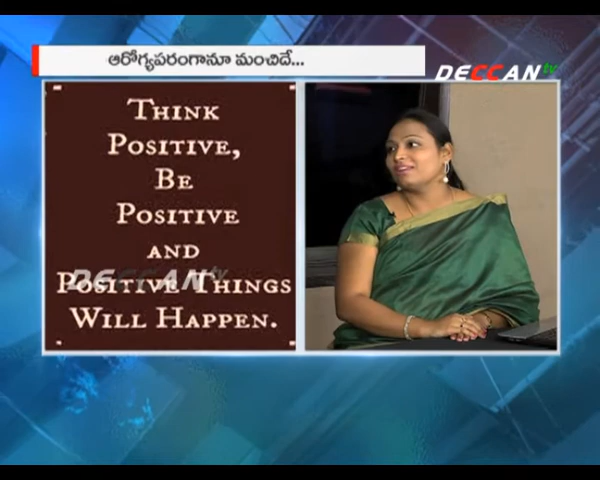 ఆరోగ్యపరంగానూ మంచిదే...
DECCAN tv
THINK
POSITIVE,
BE
POSITIVE
AND
DECCAN tv
POSITIVE THINGS
WILL HAPPEN.